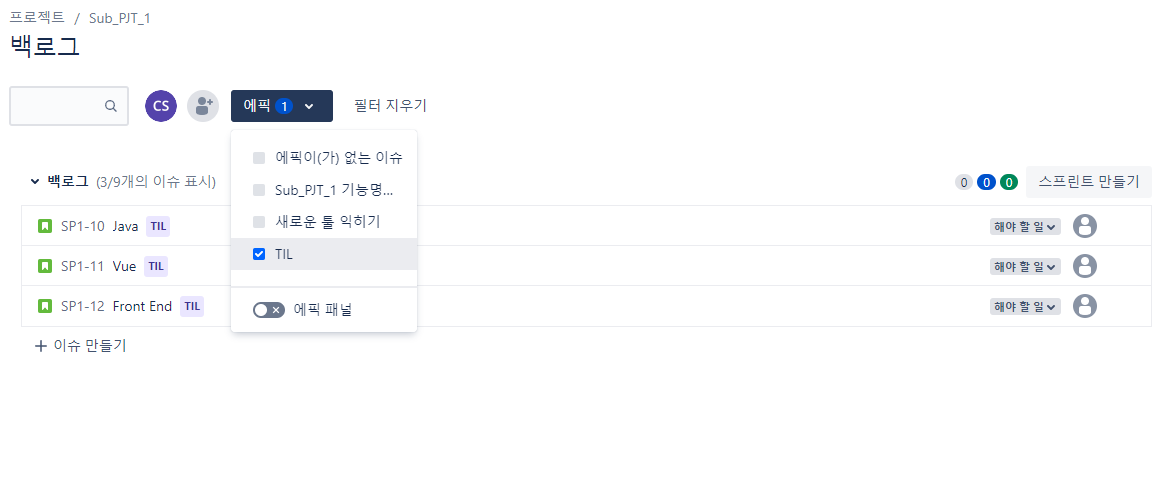 프로젝트 / Sub_PJT_1
백로그
CS 에픽 1 필터 지우기
에픽이(가) 없는 이슈
Sub_PJT_1 기능명...
새로운 툴 익히기
TIL
에픽 패널
백로그 (3/9개의 이슈 표시) 0 0 0 스프린트 만들기
SP1-10 Java TIL 해야 할 일
SP1-11 Vue TIL 해야 할 일
SP1-12 Front End TIL 해야 할 일
+ 이슈 만들기